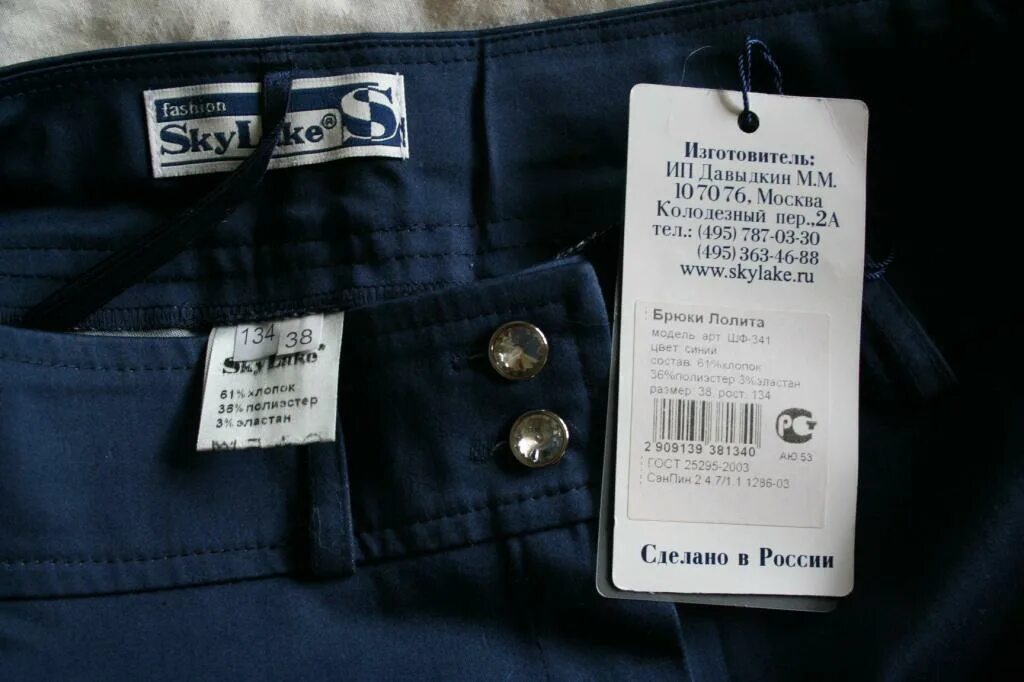 fashion
SkyLake®
S
134 38
SkyLake®
61% хлопок
36% полиэстер
3% эластан
Изготовитель:
ИП Давыдкин М.М.
107076, Москва
Колодезный пер.,2А
тел.: (495) 787-03-30
(495) 363-46-88
www.skylake.ru
Брюки Лолита
модель, арт. ШФ-341
цвет: синий
состав: 61%хлопок
36%полиэстер 3%эластан
размер: 38, рост: 134
2 909139 381340
РСТ
АЮ 53
ГОСТ 25295-2003
СанПин 2.4.7/1.1.1286-03
Сделано в России